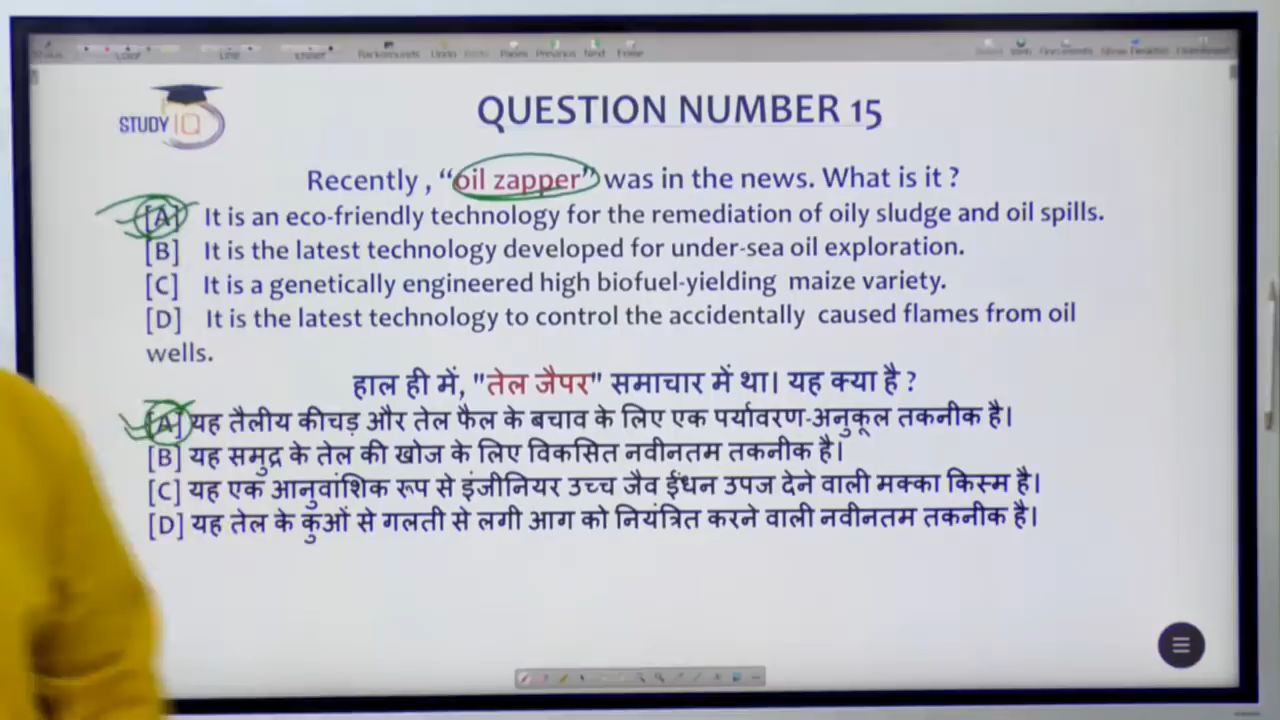 Undo
Previous
STUDY IQ
QUESTION NUMBER 15
Recently , “oil zapper” was in the news. What is it ?
[A] It is an eco-friendly technology for the remediation of oily sludge and oil spills.
[B] It is the latest technology developed for under-sea oil exploration.
[C] It is a genetically engineered high biofuel-yielding maize variety.
[D] It is the latest technology to control the accidentally caused flames from oil
wells.
हाल ही में, "तेल जैपर" समाचार में था। यह क्या है ?
[A] यह तैलीय कीचड़ और तेल फैल के बचाव के लिए एक पर्यावरण-अनुकूल तकनीक है।
[B] यह समुद्र के तेल की खोज के लिए विकसित नवीनतम तकनीक है।
[C] यह एक आनुवांशिक रूप से इंजीनियर उच्च जैव ईंधन उपज देने वाली मक्का किस्म है।
[D] यह तेल के कुओं से गलती से लगी आग को नियंत्रित करने वाली नवीनतम तकनीक है।